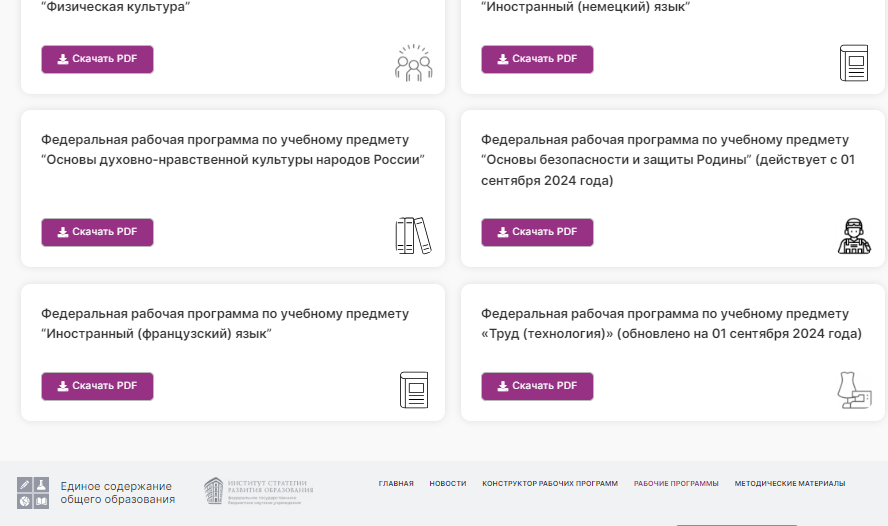 "Физическая культура"
"Иностранный (немецкий) язык"
Скачать PDF
Скачать PDF
Федеральная рабочая программа по учебному предмету
"Основы духовно-нравственной культуры народов России"
Скачать PDF
Федеральная рабочая программа по учебному предмету
"Основы безопасности и защиты Родины" (действует с 01
сентября 2024 года)
Скачать PDF
Федеральная рабочая программа по учебному предмету
"Иностранный (французский) язык"
Скачать PDF
Федеральная рабочая программа по учебному предмету
«Труд (технология)» (обновлено на 01 сентября 2024 года)
Скачать PDF
Единое содержание
общего образования
ИНСТИТУТ СТРАТЕГИИ
РАЗВИТИЯ ОБРАЗОВАНИЯ
ГЛАВНАЯ НОВОСТИ КОНСТРУКТОР РАБОЧИХ ПРОГРАММ РАБОЧИЕ ПРОГРАММЫ МЕТОДИЧЕСКИЕ МАТЕРИАЛЫ